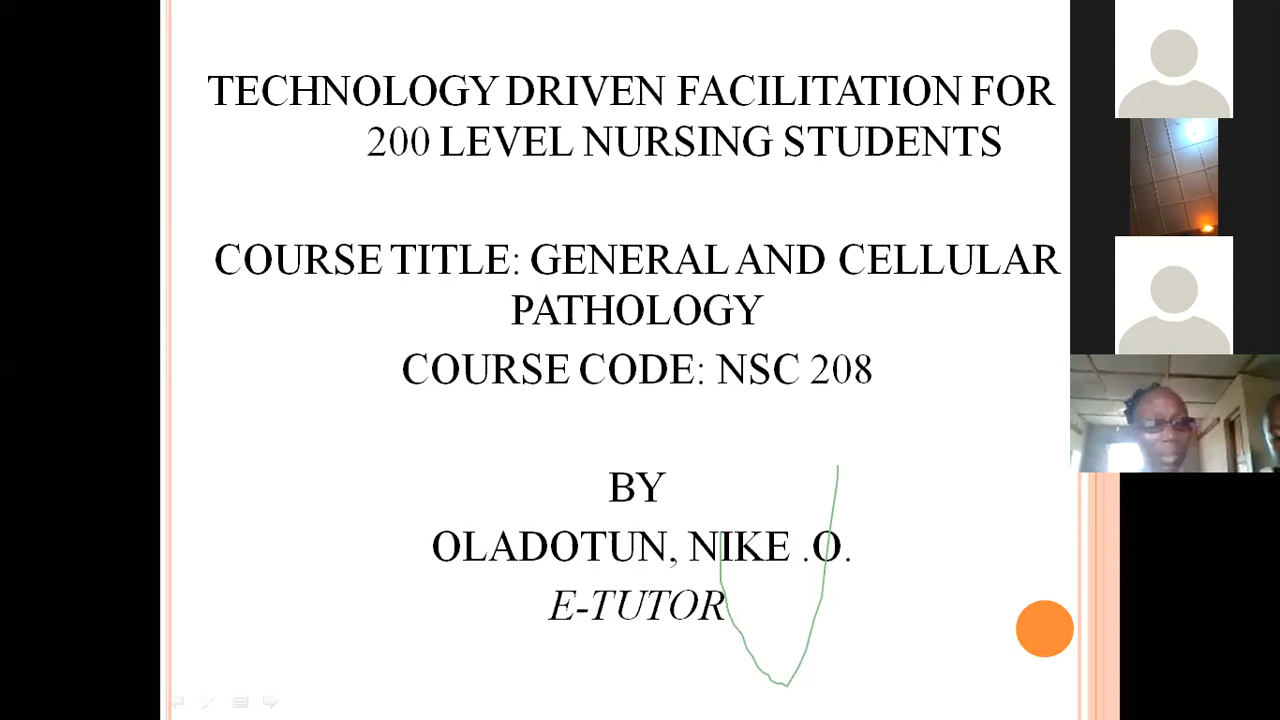 TECHNOLOGY DRIVEN FACILITATION FOR
200 LEVEL NURSING STUDENTS
COURSE TITLE: GENERAL AND CELLULAR
PATHOLOGY
COURSE CODE: NSC 208
BY
OLADOTUN, NIKE .O.
E-TUTOR